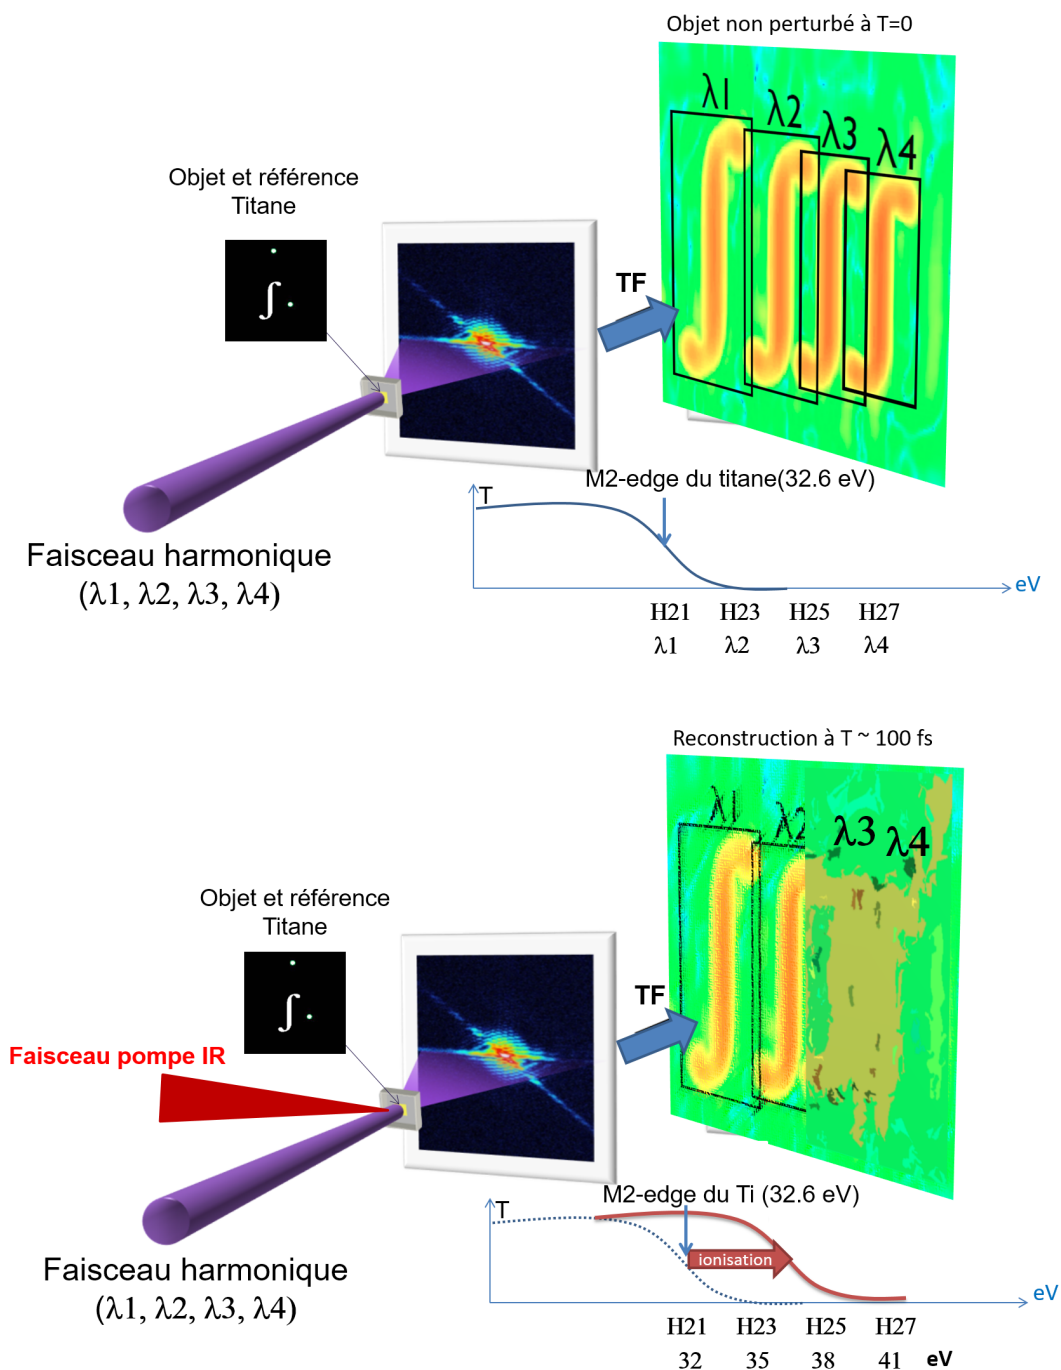 Objet non perturbé à T=0
λ1
λ2
λ3
λ4
Objet et référence
Titane
TF
M2-edge du titane(32.6 eV)
T
Faisceau harmonique
(λ1, λ2, λ3, λ4)
eV
H21 H23 H25 H27
λ1 λ2 λ3 λ4
Reconstruction à T ~ 100 fs
λ1
λ2
λ3 λ4
Objet et référence
Titane
TF
Faisceau pompe IR
M2-edge du Ti (32.6 eV)
T
ionisation
Faisceau harmonique
(λ1, λ2, λ3, λ4)
eV
H21 H23 H25 H27
32 35 38 41 eV